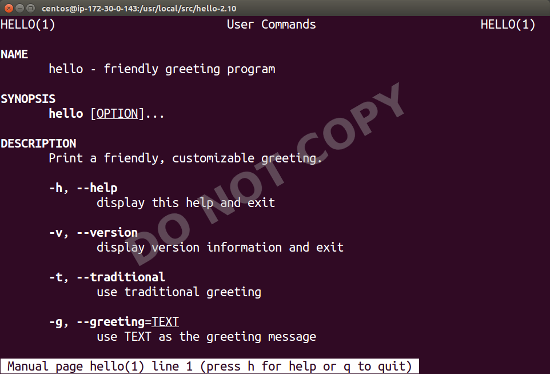 centos@ip-172-30-0-143:/usr/local/src/hello-2.10
HELLO(1) User Commands HELLO(1)
NAME
hello - friendly greeting program
SYNOPSIS
hello [OPTION]...
DESCRIPTION
Print a friendly, customizable greeting.
-h, --help
display this help and exit
-v, --version
display version information and exit
-t, --traditional
use traditional greeting
-g, --greeting=TEXT
use TEXT as the greeting message
Manual page hello(1) line 1 (press h for help or q to quit)
DO NOT COPY